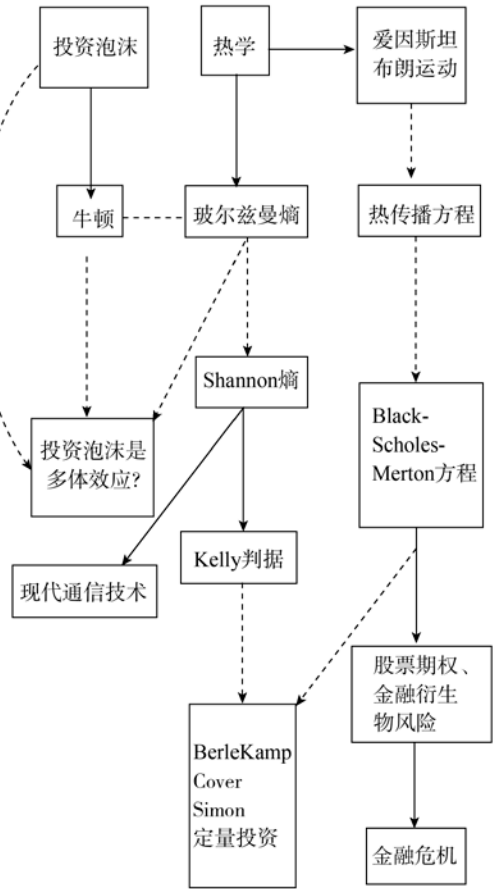 投资泡沫
热学
爱因斯坦
布朗运动
牛顿
玻尔兹曼熵
热传播方程
Shannon熵
Black-
Scholes-
Merton方程
投资泡沫是
多体效应?
Kelly判据
现代通信技术
股票期权、
金融衍生
物风险
BerleKamp
Cover
Simon
定量投资
金融危机